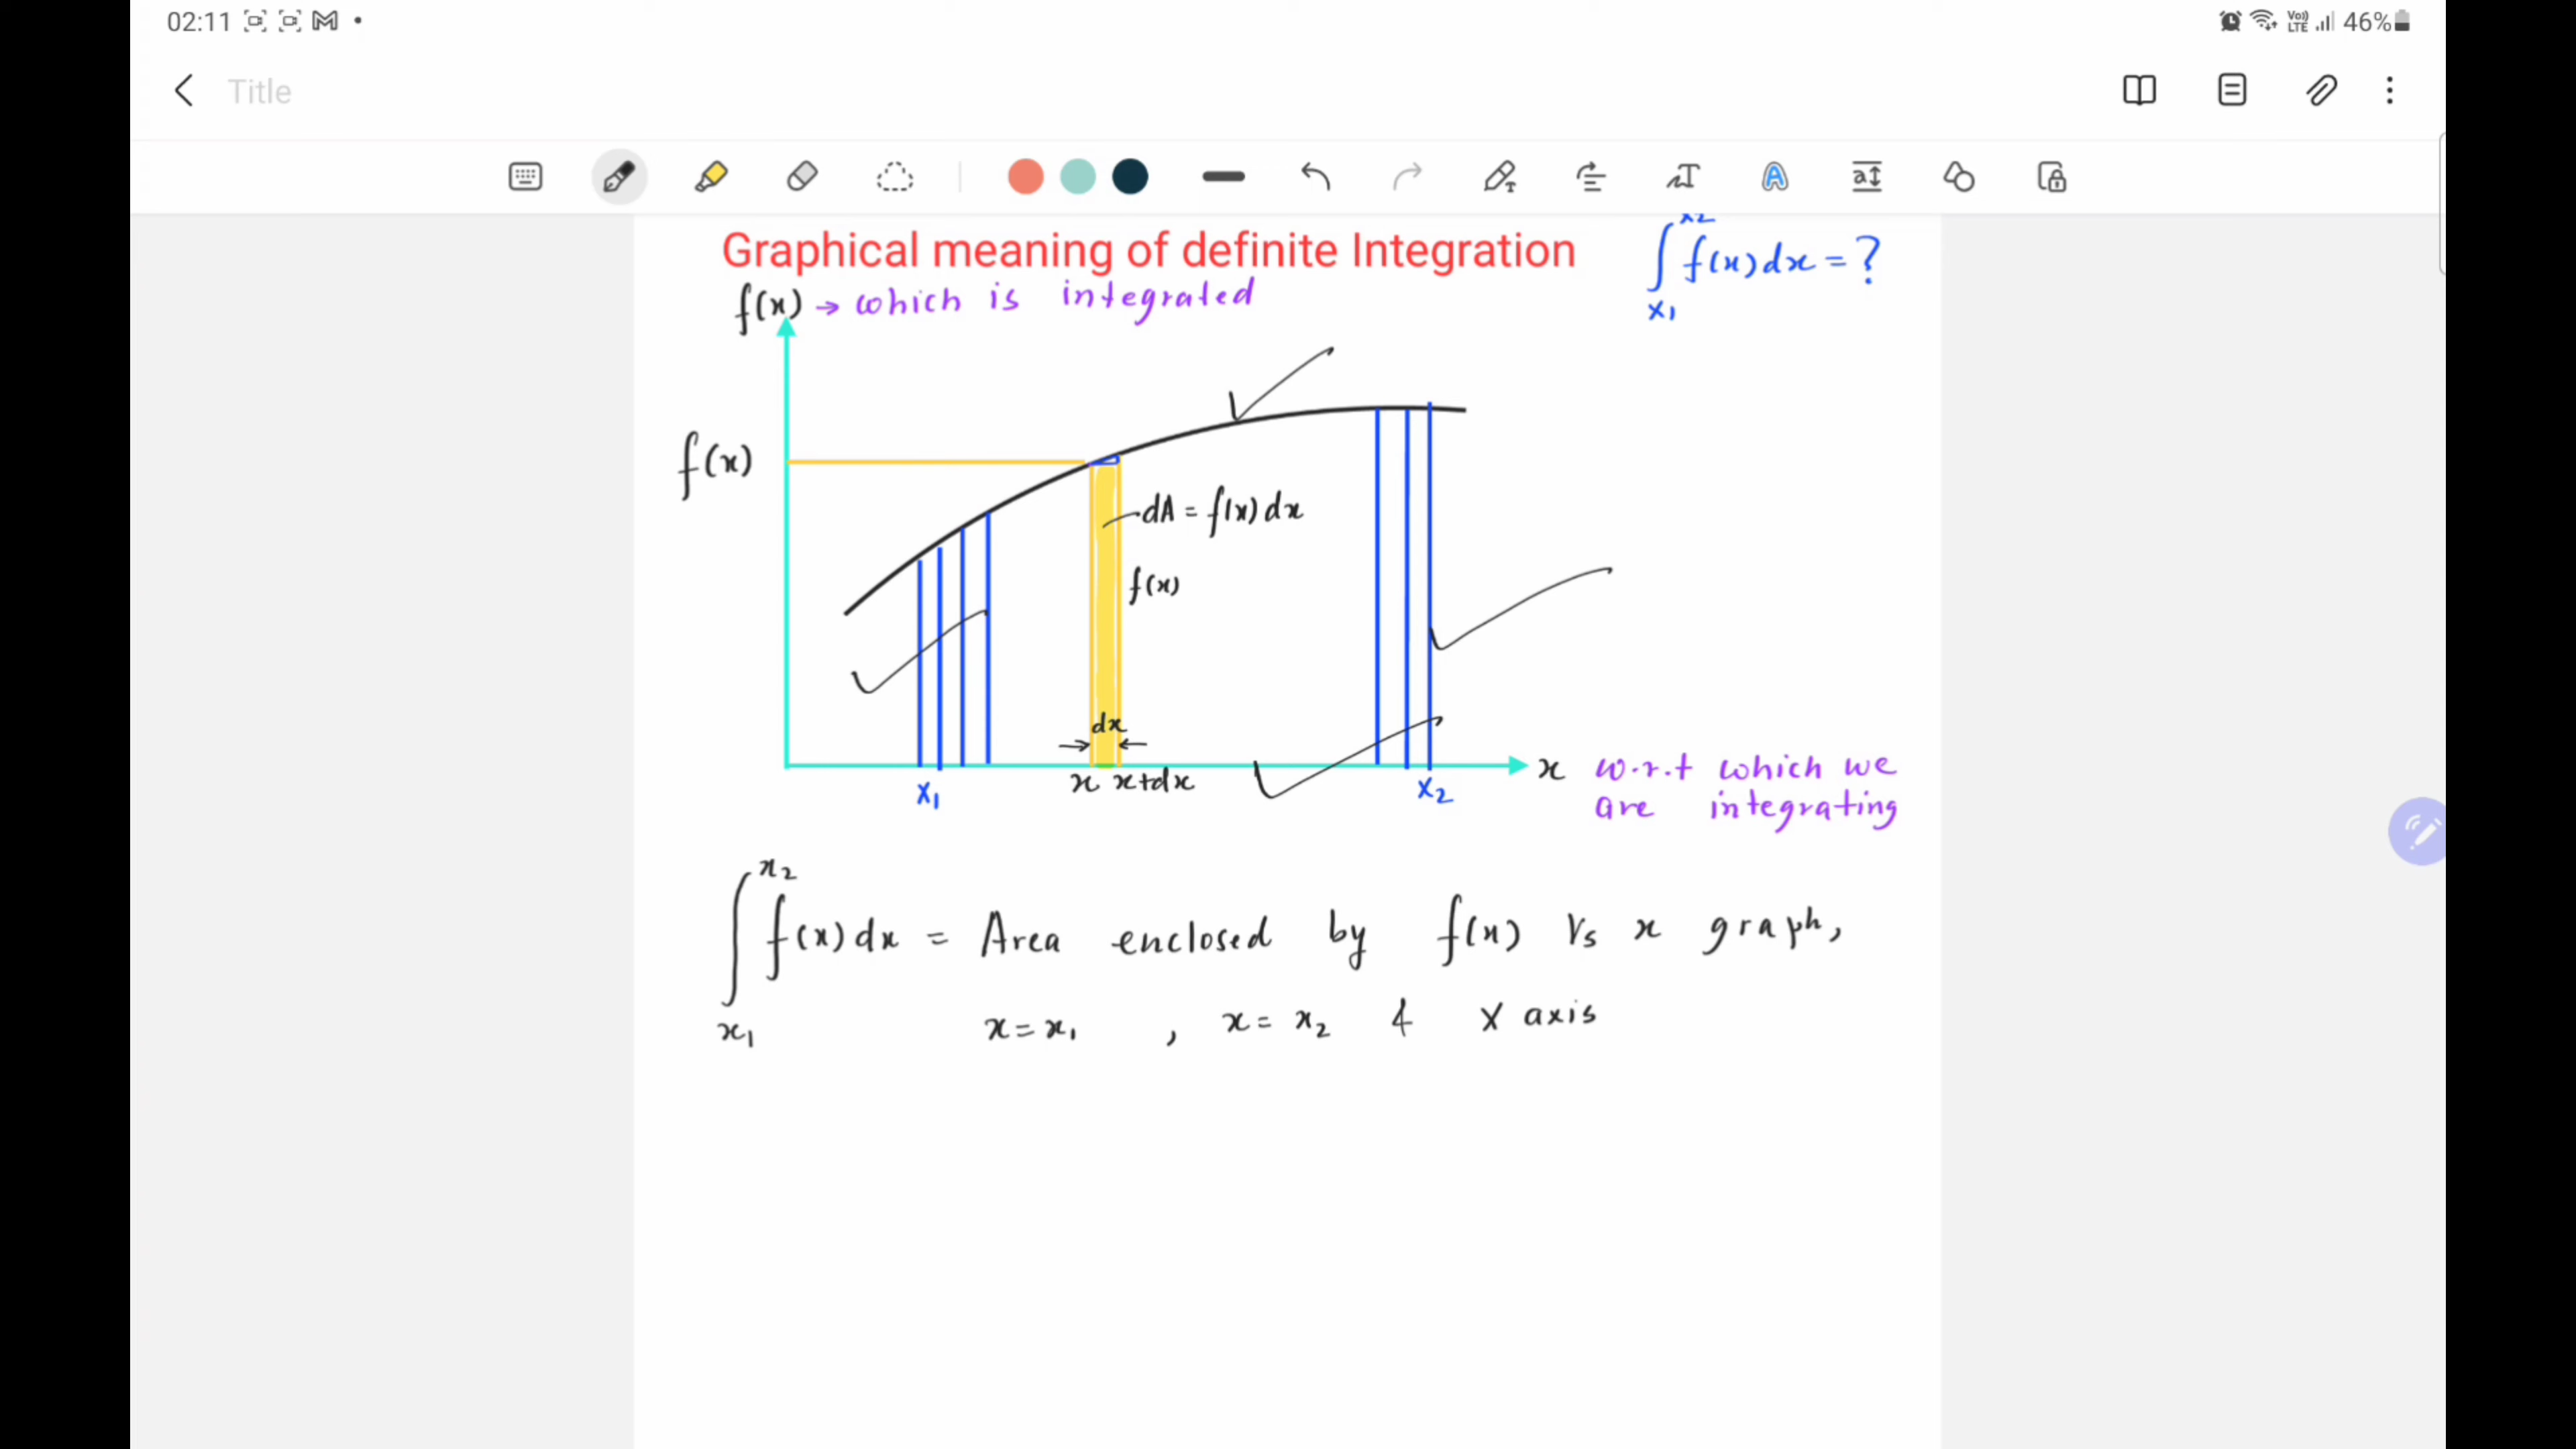 02:11
46%
Title
Graphical meaning of definite Integration
∫ f(x) dx = ?
x2
x1
f(x) → which is integrated
f(x)
dA = f(x) dx
f(x)
dx
x x+dx
x1
x2
x w.r.t which we
are integrating
x2
∫ f(x) dx = Area enclosed by f(x) Vs x graph,
x1
x = x1 , x = x2 & X axis